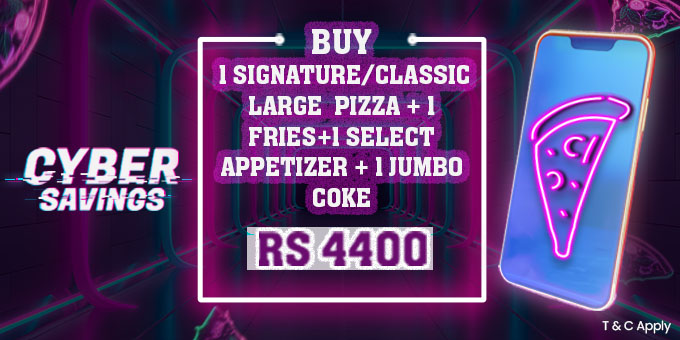 CYBER
SAVINGS
BUY
1 SIGNATURE/CLASSIC
LARGE PIZZA + 1
FRIES+1 SELECT
APPETIZER + 1 JUMBO
COKE
RS 4400
T & C Apply